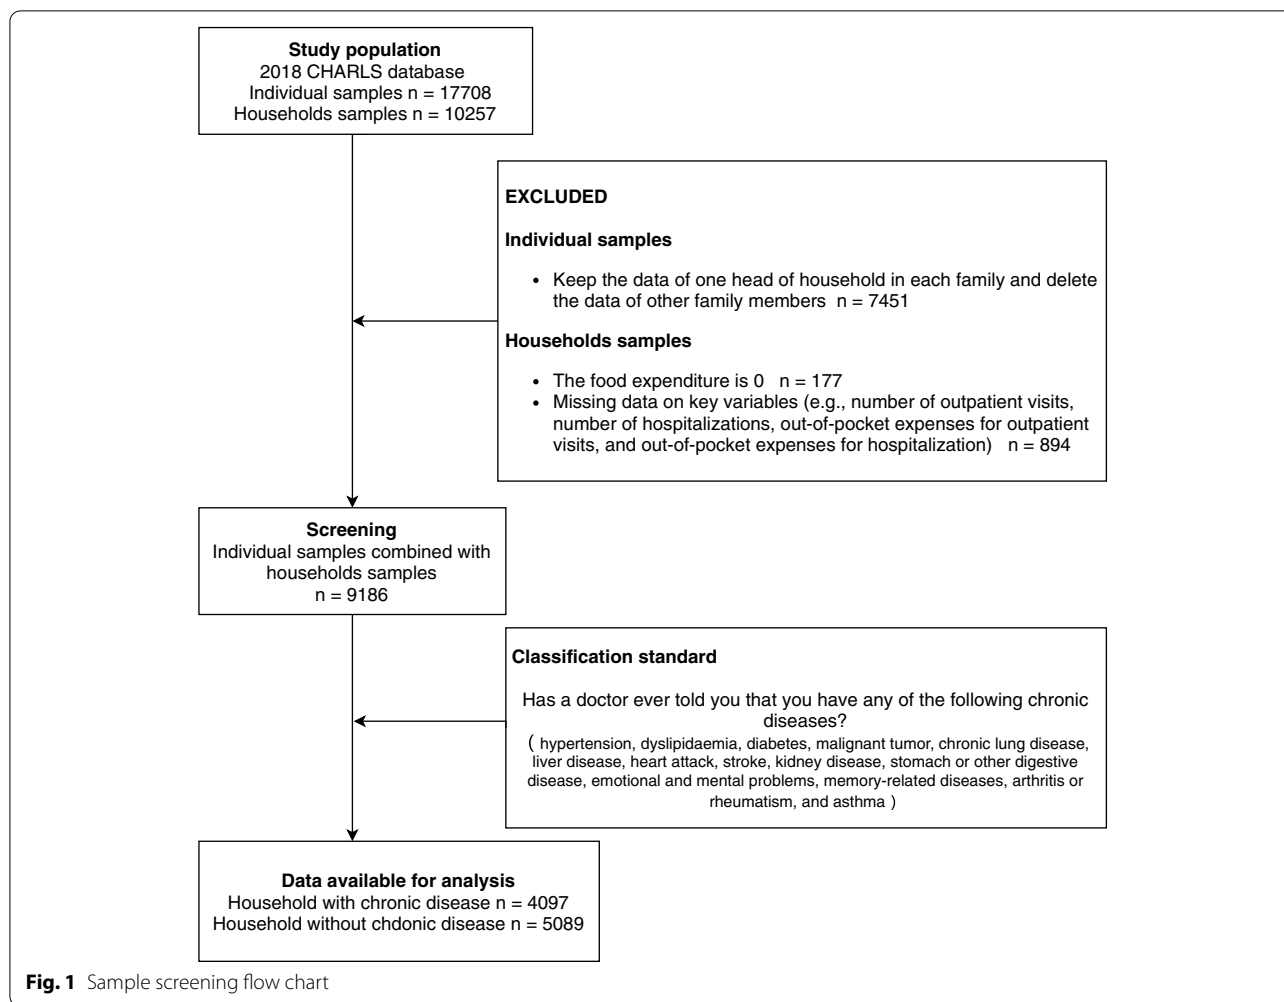 Study population
2018 CHARLS database
Individual samples n = 17708
Households samples n = 10257
EXCLUDED
Individual samples
• Keep the data of one head of household in each family and delete
the data of other family members n = 7451
Households samples
• The food expenditure is 0 n = 177
• Missing data on key variables (e.g., number of outpatient visits,
number of hospitalizations, out-of-pocket expenses for outpatient
visits, and out-of-pocket expenses for hospitalization) n = 894
Screening
Individual samples combined with
households samples
n = 9186
Classification standard
Has a doctor ever told you that you have any of the following chronic
diseases?
( hypertension, dyslipidaemia, diabetes, malignant tumor, chronic lung disease,
liver disease, heart attack, stroke, kidney disease, stomach or other digestive
disease, emotional and mental problems, memory-related diseases, arthritis or
rheumatism, and asthma )
Data available for analysis
Household with chronic disease n = 4097
Household without chdonic disease n = 5089
Fig. 1 Sample screening flow chart